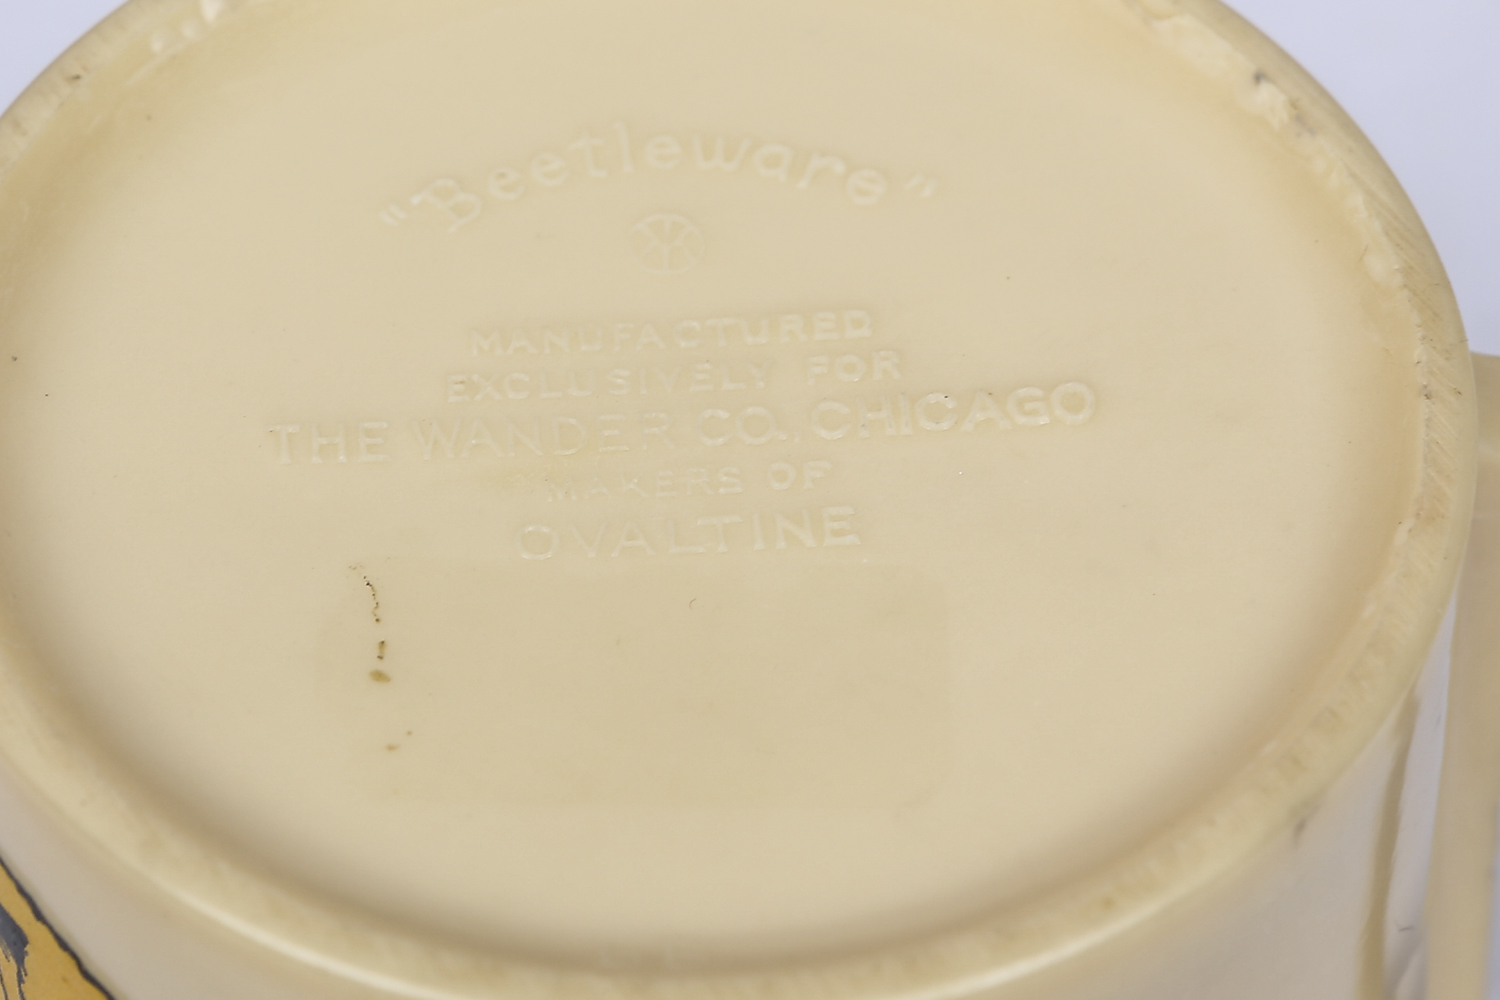 "Beetleware"
MANUFACTURED
EXCLUSIVELY FOR
THE WANDER CO., CHICAGO
MAKERS OF
OVALTINE